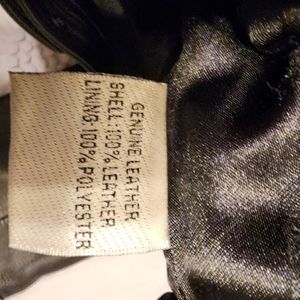 GENUINE LEATHER
SHELL:100%LEATHER
LINING:100%POLYESTER